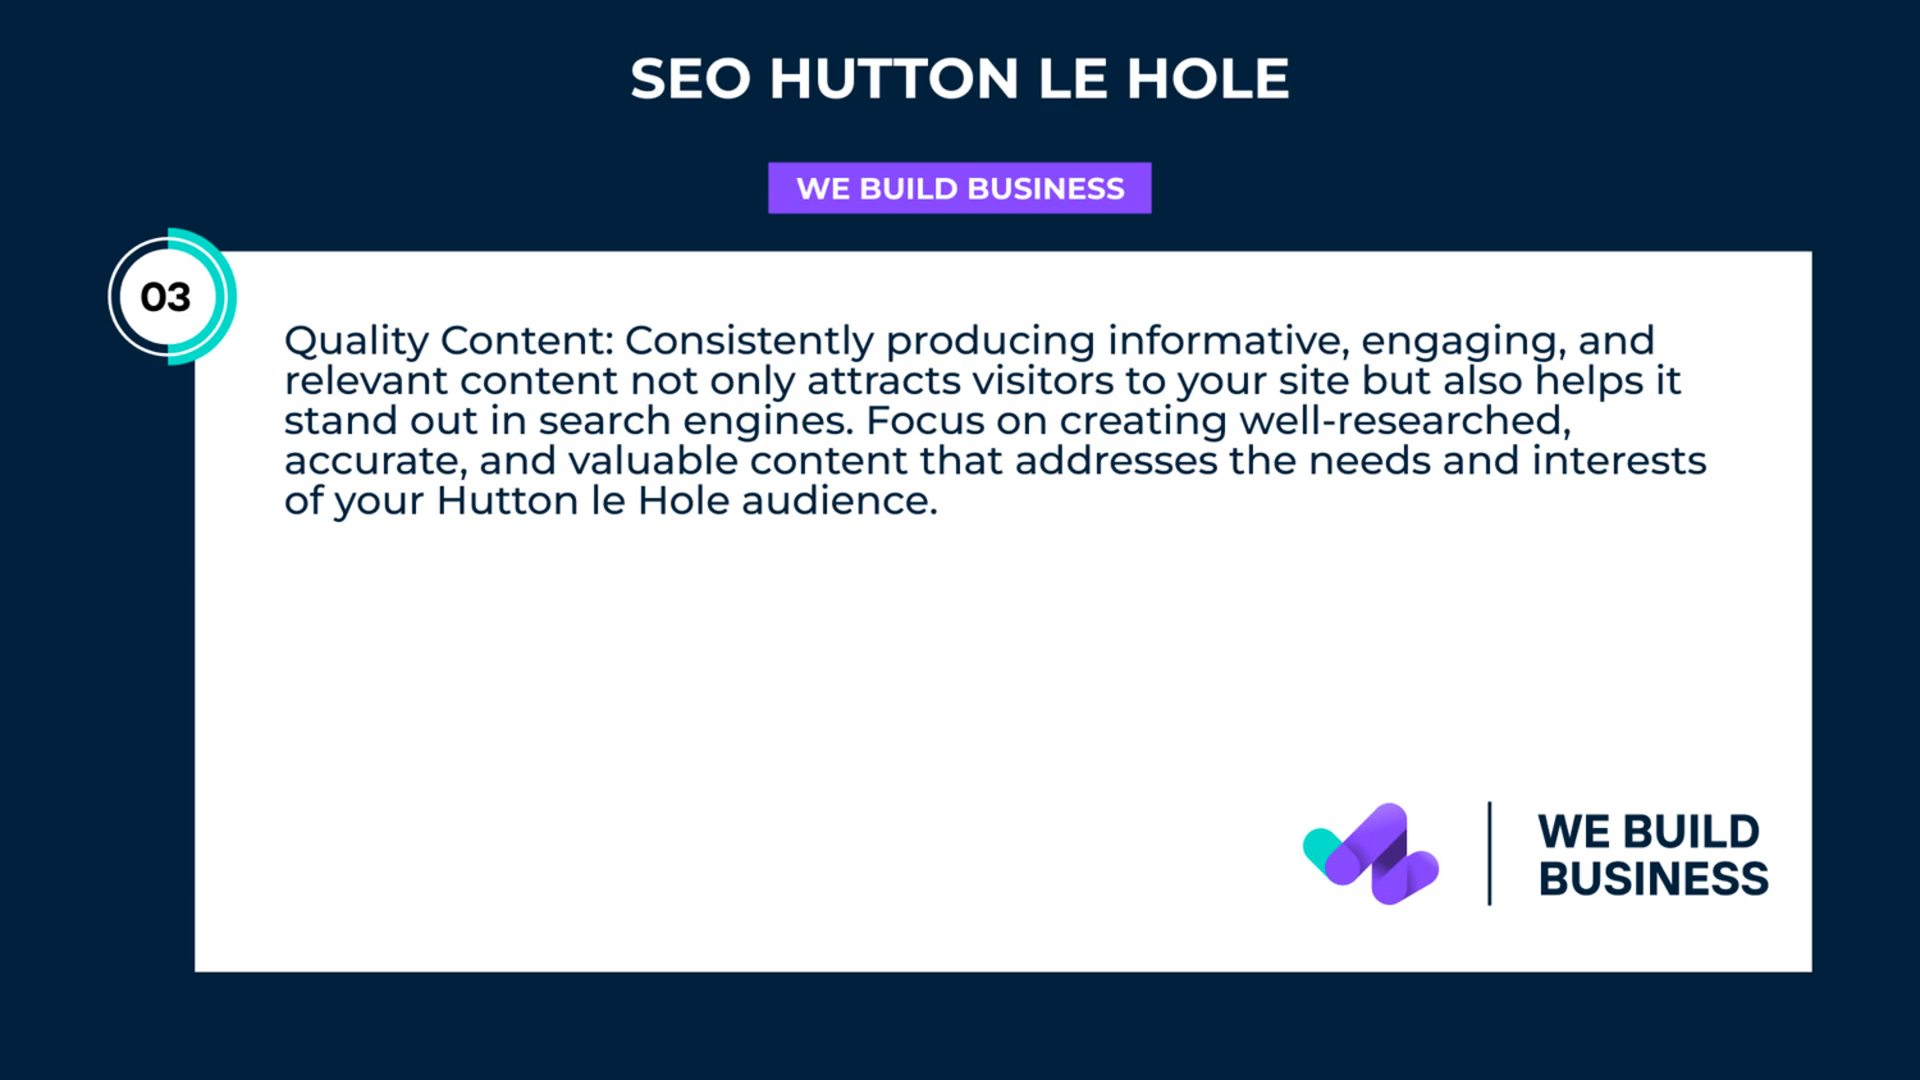 SEO HUTTON LE HOLE
WE BUILD BUSINESS
03
Quality Content: Consistently producing informative, engaging, and
relevant content not only attracts visitors to your site but also helps it
stand out in search engines. Focus on creating well-researched,
accurate, and valuable content that addresses the needs and interests
of your Hutton le Hole audience.
WE BUILD
BUSINESS